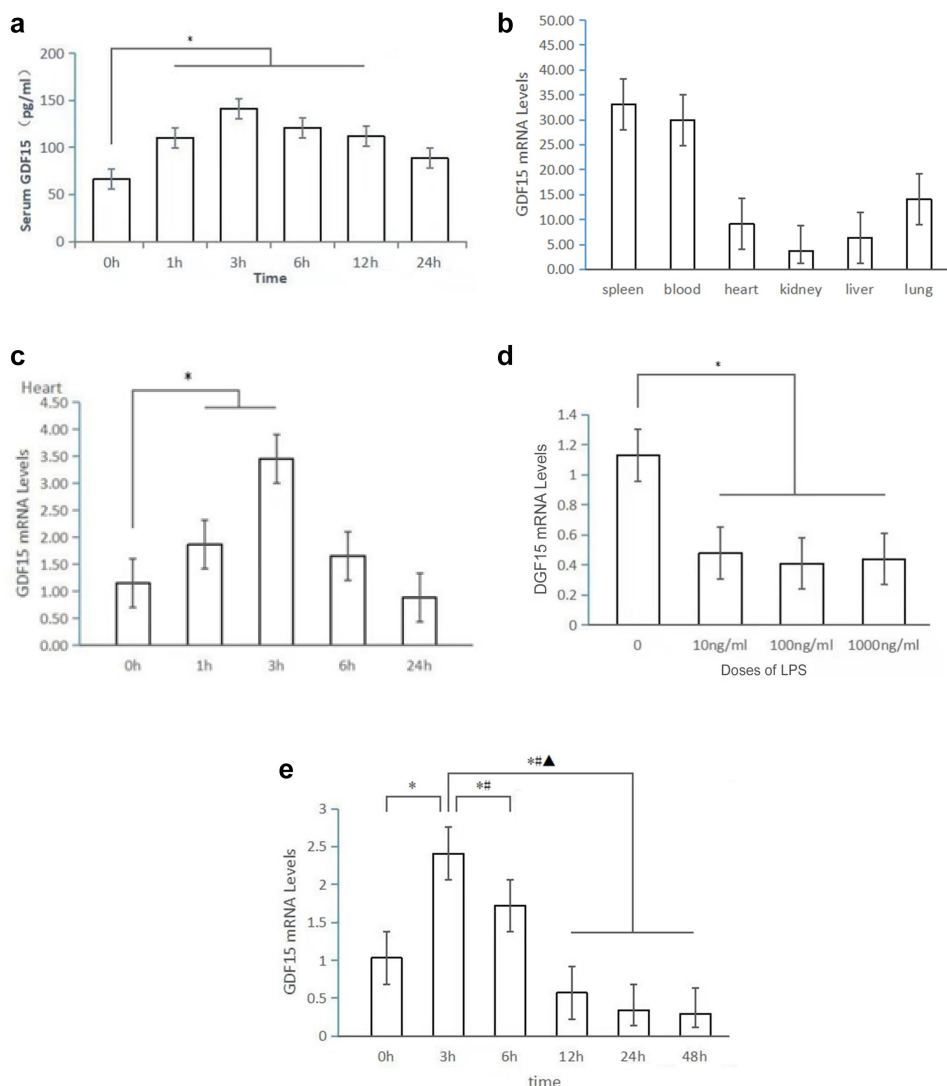 a
*
Serum GDF15 （pg/ml）
200
150
100
50
0
0h 1h 3h 6h 12h 24h
Time
b
GDF15 mRNA Levels
50.00
45.00
40.00
35.00
30.00
25.00
20.00
15.00
10.00
5.00
0.00
spleen blood heart kidney liver lung
c
Heart
*
GDF15 mRNA Levels
4.50
4.00
3.50
3.00
2.50
2.00
1.50
1.00
0.50
0.00
0h 1h 3h 6h 24h
d
*
DGF15 mRNA Levels
1.4
1.2
1
0.8
0.6
0.4
0.2
0
0 10ng/ml 100ng/ml 1000ng/ml
Doses of LPS
e
*#▲
* *#
GDF15 mRNA Levels
3
2.5
2
1.5
1
0.5
0
0h 3h 6h 12h 24h 48h
time